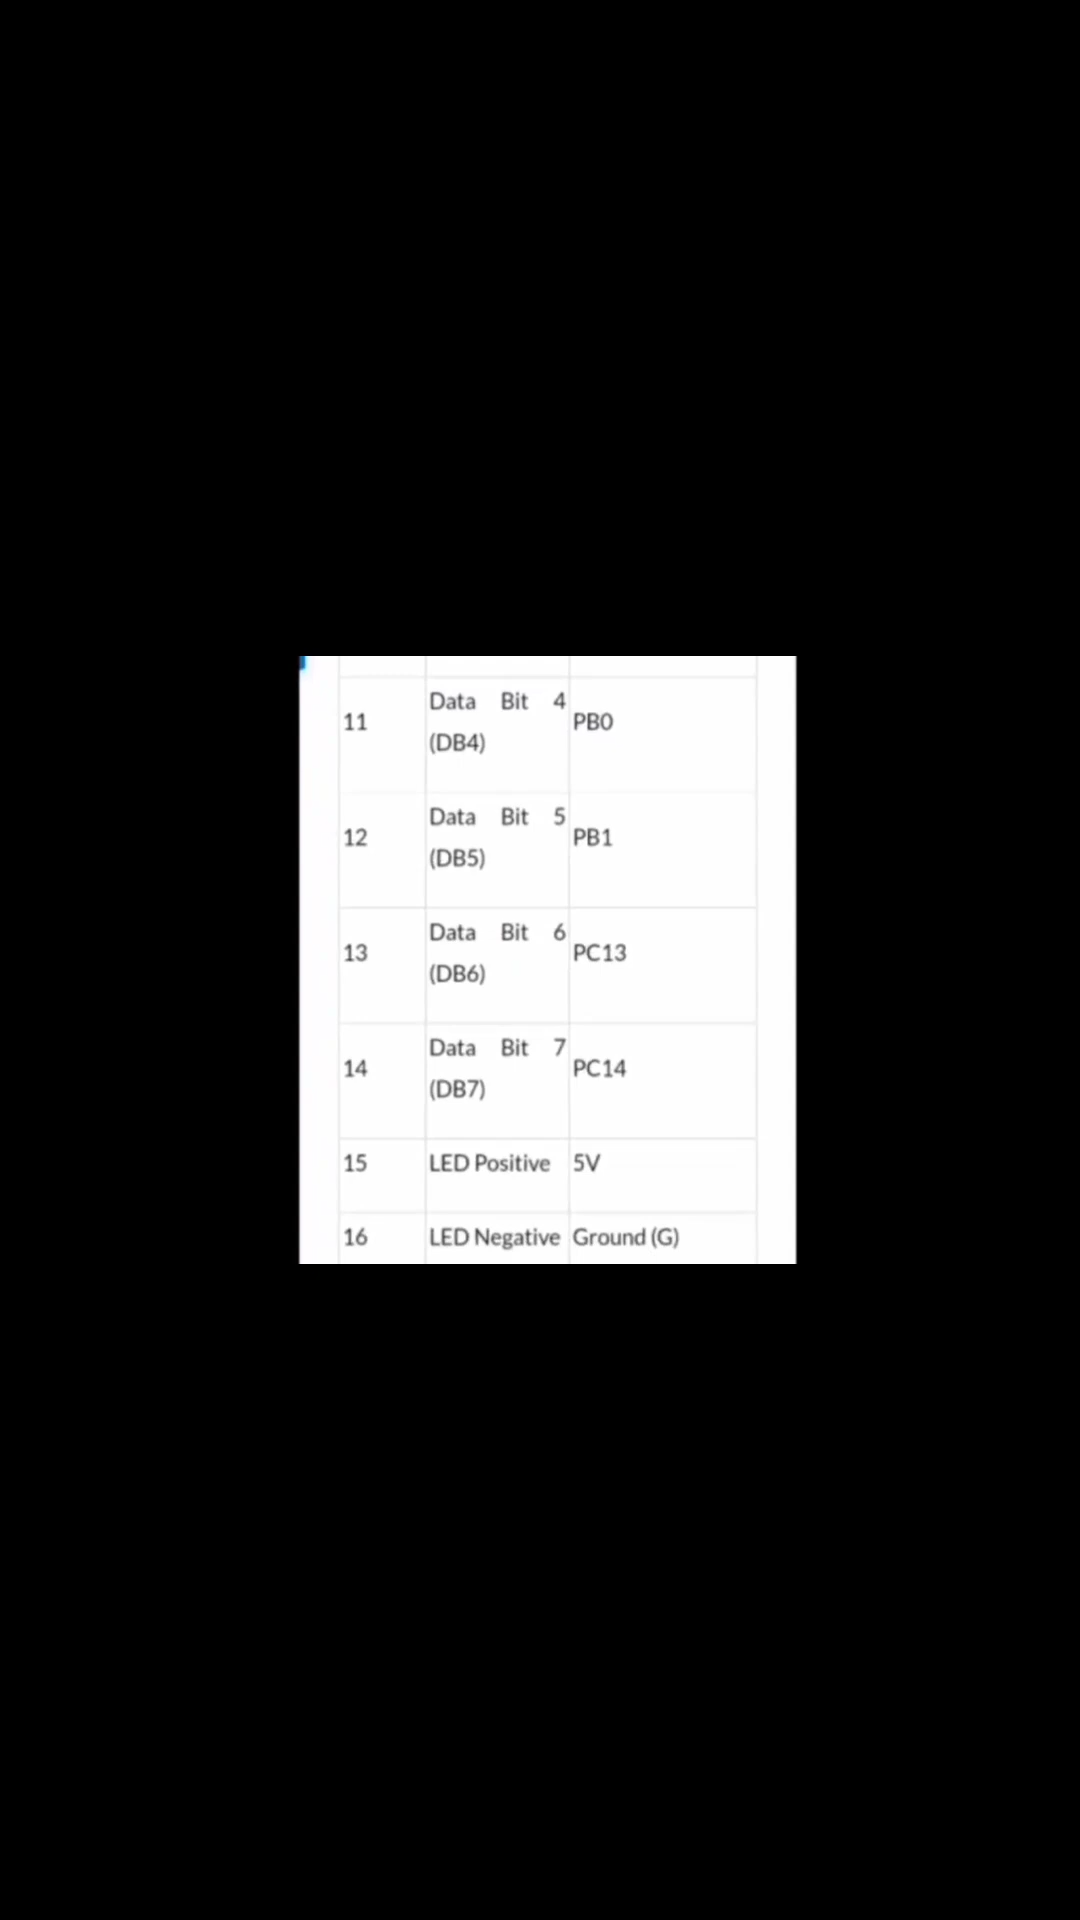 11 Data Bit 4 (DB4) PB0
12 Data Bit 5 (DB5) PB1
13 Data Bit 6 (DB6) PC13
14 Data Bit 7 (DB7) PC14
15 LED Positive 5V
16 LED Negative Ground (G)